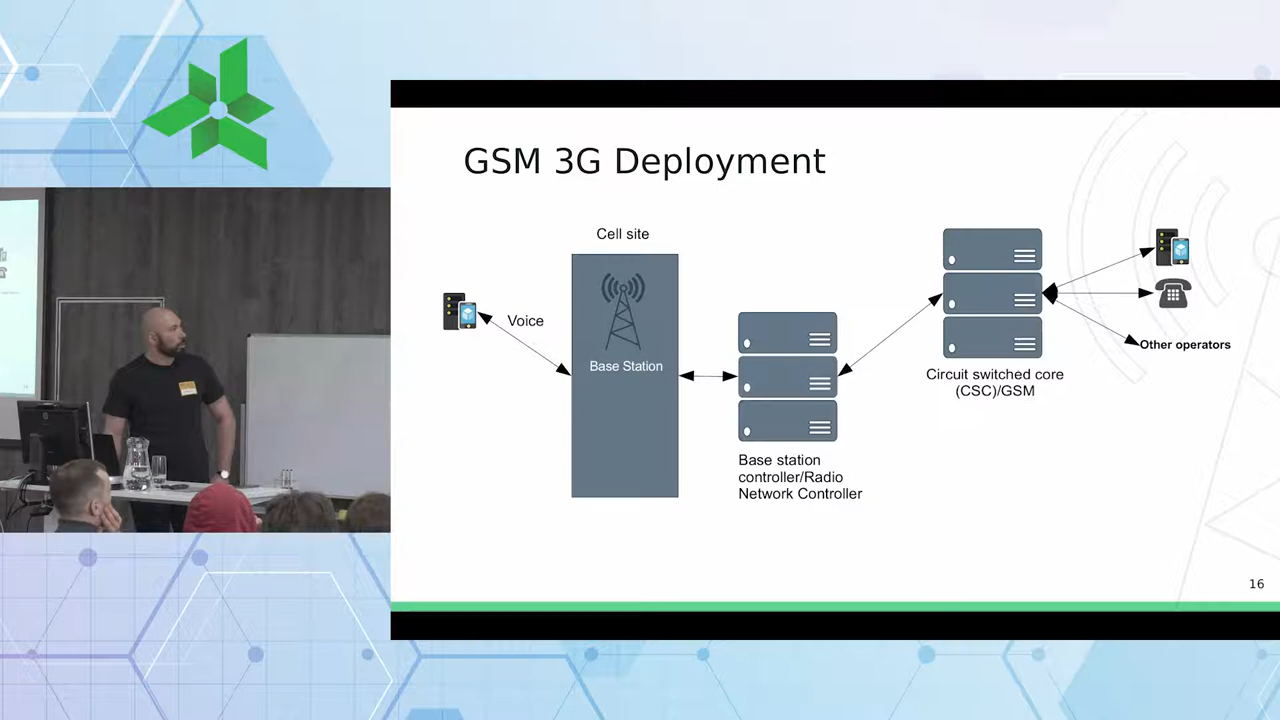 GSM 3G Deployment
Cell site
Voice
Base Station
Base station
controller/Radio
Network Controller
Circuit switched core
(CSC)/GSM
Other operators
16